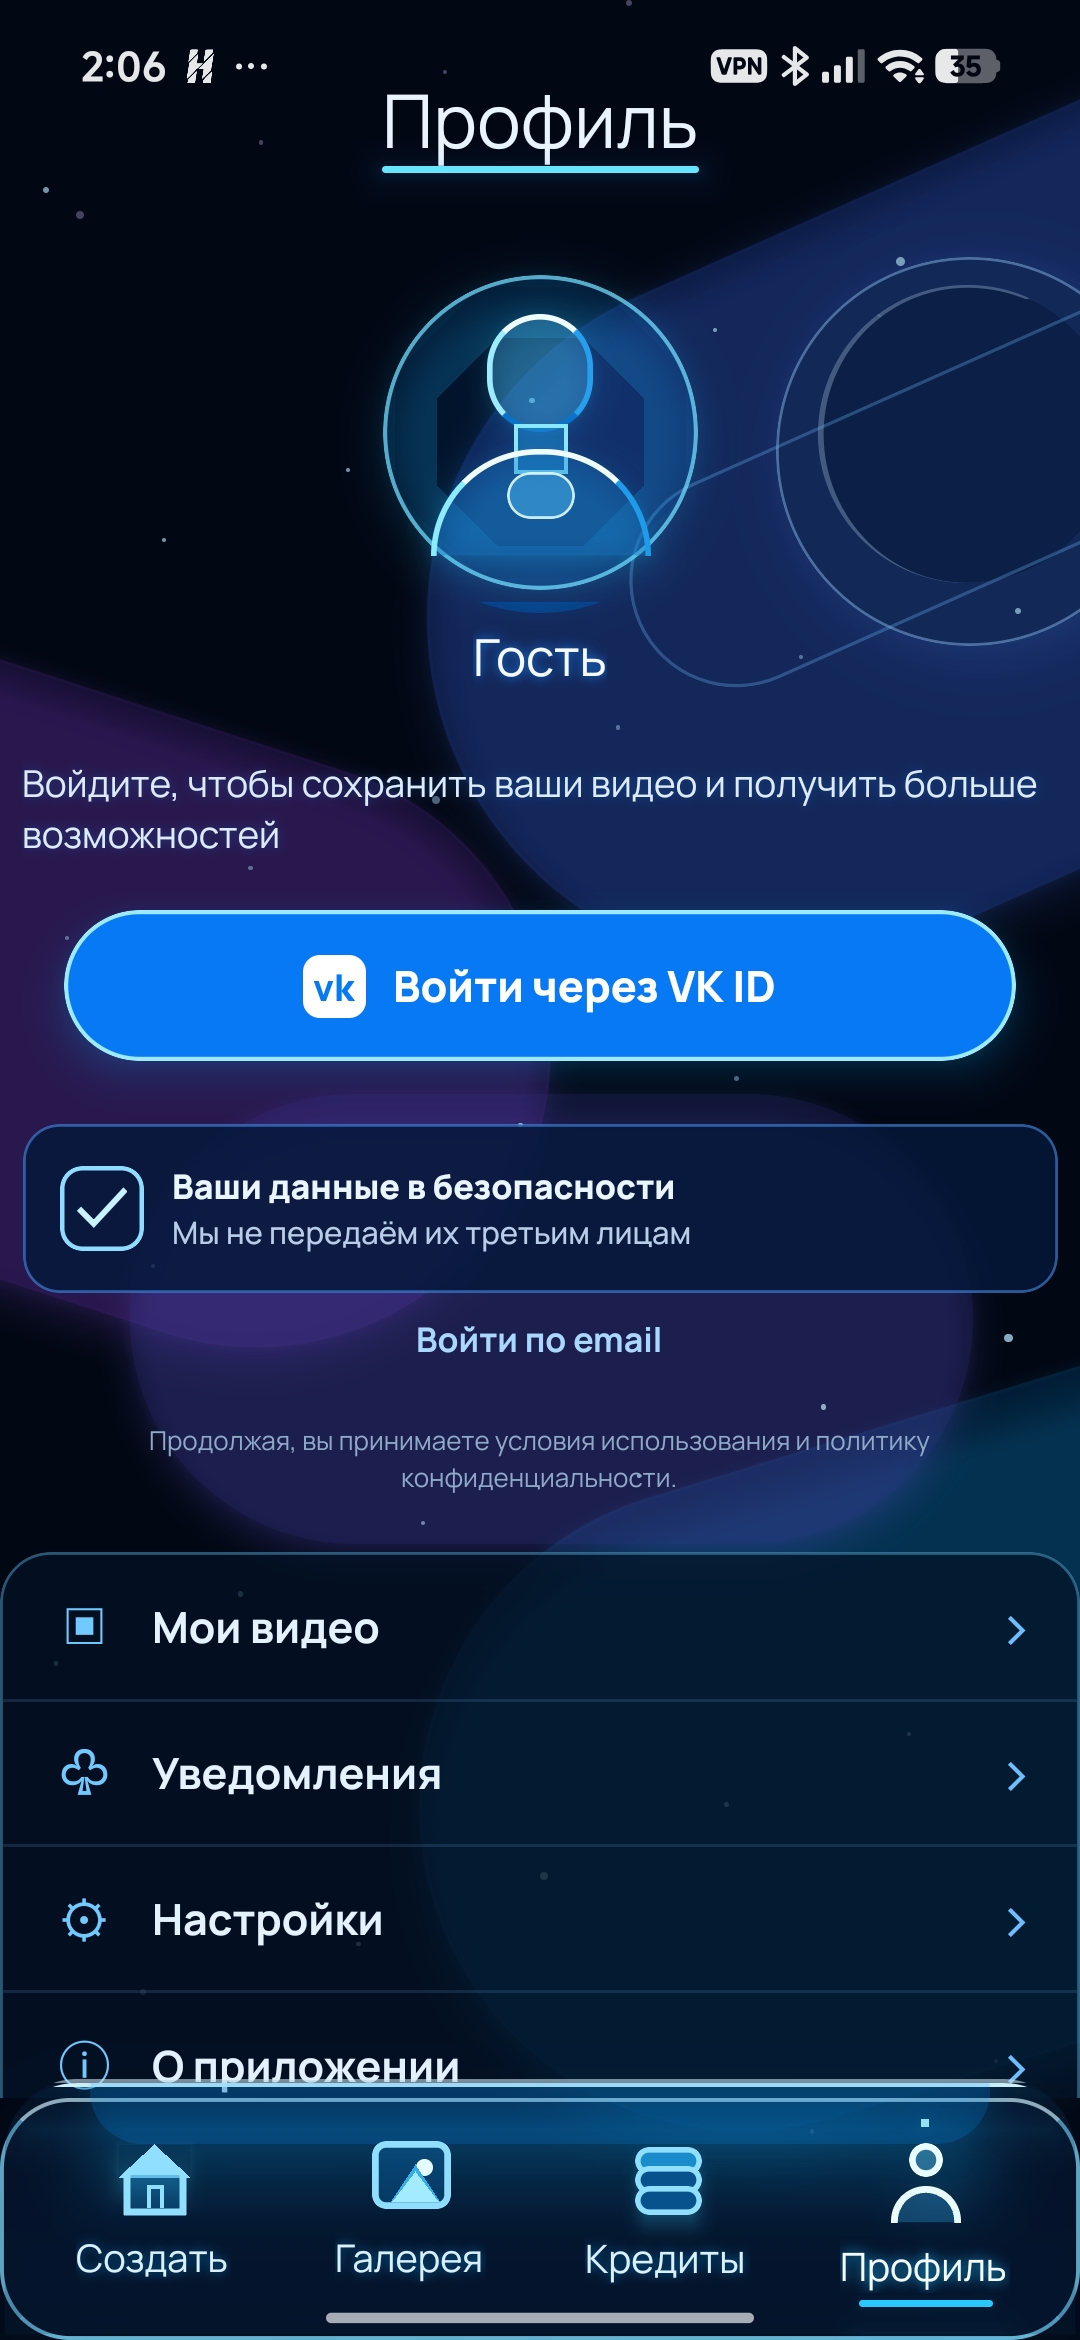 2:06 VPN 35
Профиль
Гость
Войдите, чтобы сохранить ваши видео и получить больше
возможностей
vk Войти через VK ID
Ваши данные в безопасности
Мы не передаём их третьим лицам
Войти по email
Продолжая, вы принимаете условия использования и политику
конфиденциальности.
Мои видео
Уведомления
Настройки
О приложении
Создать Галерея Кредиты Профиль